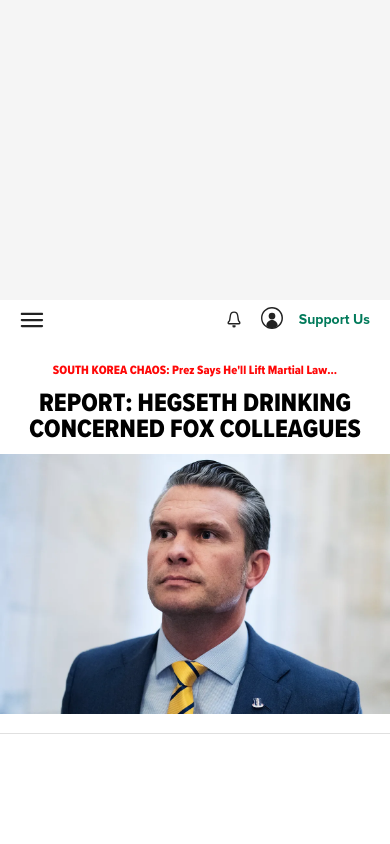 Support Us
SOUTH KOREA CHAOS: Prez Says He'll Lift Martial Law...
REPORT: HEGSETH DRINKING
CONCERNED FOX COLLEAGUES